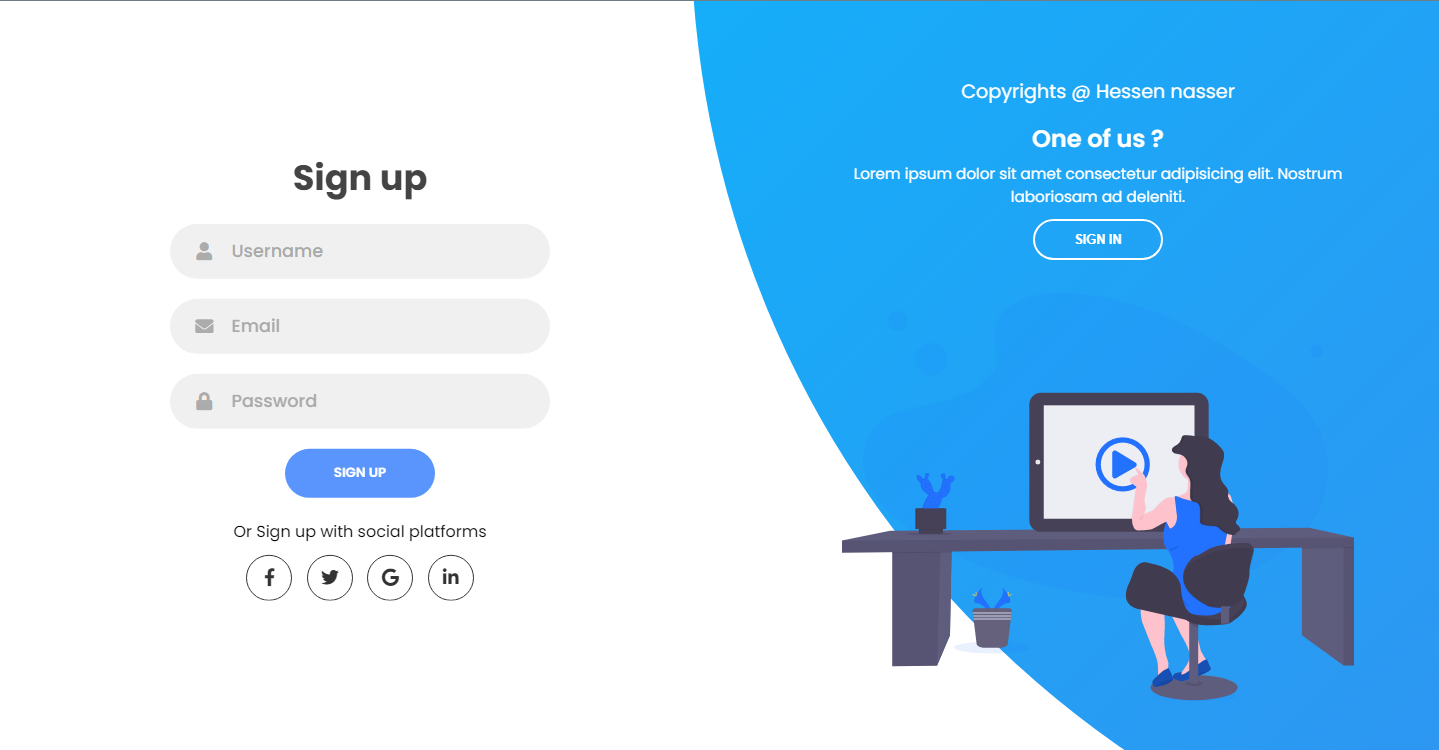 Sign up
Username
Email
Password
SIGN UP
Or Sign up with social platforms
Copyrights @ Hessen nasser
One of us ?
Lorem ipsum dolor sit amet consectetur adipisicing elit. Nostrum
laboriosam ad deleniti.
SIGN IN